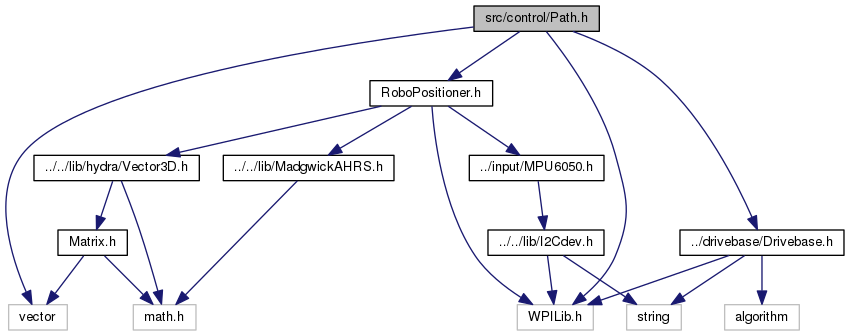 src/control/Path.h
RoboPositioner.h
../../lib/hydra/Vector3D.h
../../lib/MadgwickAHRS.h
../input/MPU6050.h
Matrix.h
../../lib/I2Cdev.h
../drivebase/Drivebase.h
vector
math.h
WPILib.h
string
algorithm